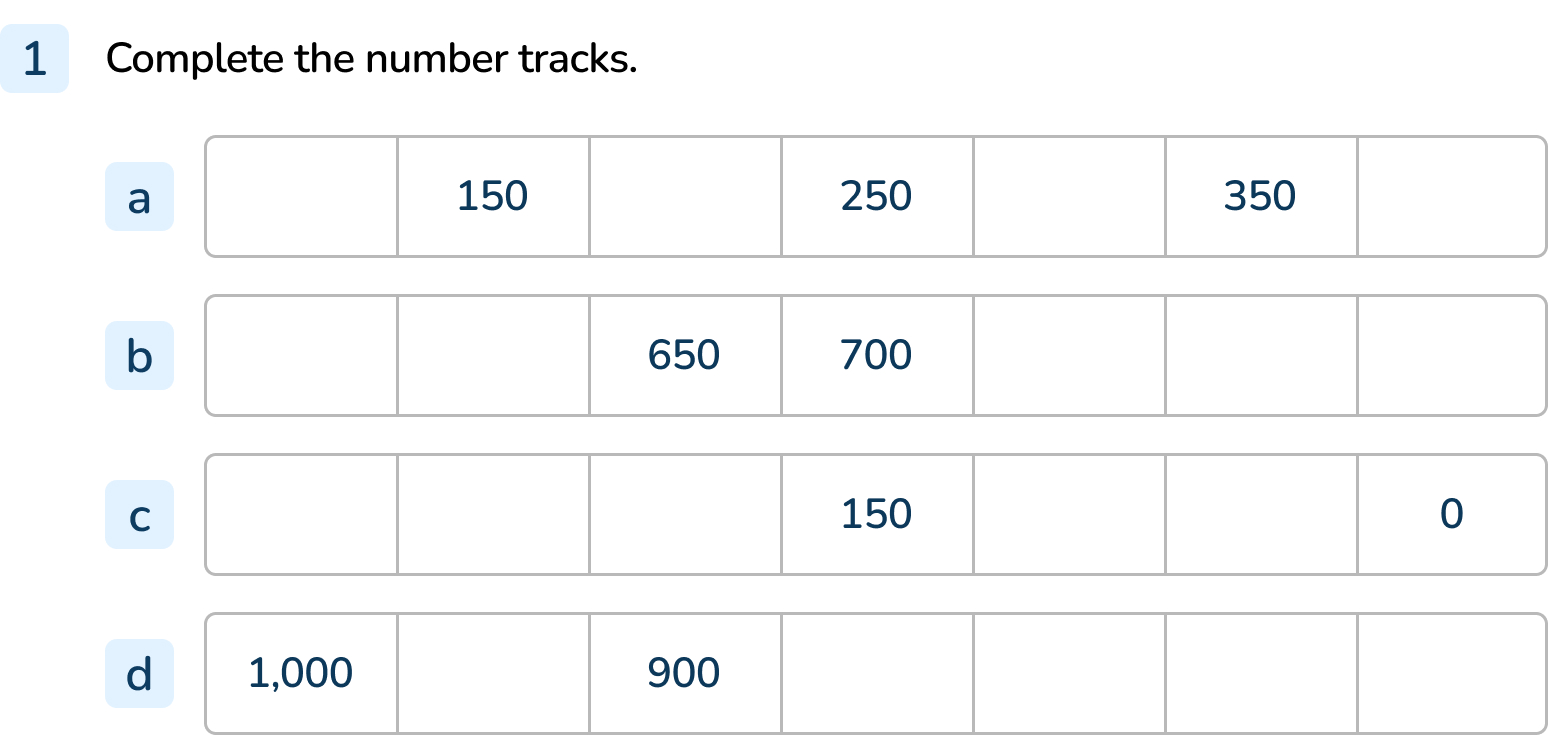 1 Complete the number tracks.
a 150 250 350
b 650 700
c 150 0
d 1,000 900